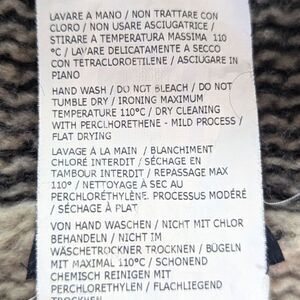 LAVARE A MANO / NON TRATTARE CON
CLORO / NON USARE ASCIUGATRICE /
STIRARE A TEMPERATURA MASSIMA 110
°C / LAVARE DELICATAMENTE A SECCO
CON TETRACLOROETILENE / ASCIUGARE IN
PIANO
HAND WASH / DO NOT BLEACH / DO NOT
TUMBLE DRY / IRONING MAXIMUM
TEMPERATURE 110°C / DRY CLEANING
WITH PERCHLORETHENE - MILD PROCESS /
FLAT DRYING
LAVAGE À LA MAIN / BLANCHIMENT
CHLORÉ INTERDIT / SÉCHAGE EN
TAMBOUR INTERDIT / REPASSAGE MAX
110° / NETTOYAGE À SEC AU
PERCHLORÉTHYLÈNE. PROCESSUS MODÉRÉ
/ SÉCHAGE À PLAT
VON HAND WASCHEN / NICHT MIT CHLOR
BEHANDELN / NICHT IM
WÄSCHETROCKNER TROCKNEN / BÜGELN
MIT MAXIMAL 110°C / SCHONEND
CHEMISCH REINIGEN MIT
PERCHLORETHYLEN / FLACHLIEGEND
TROCKNEN